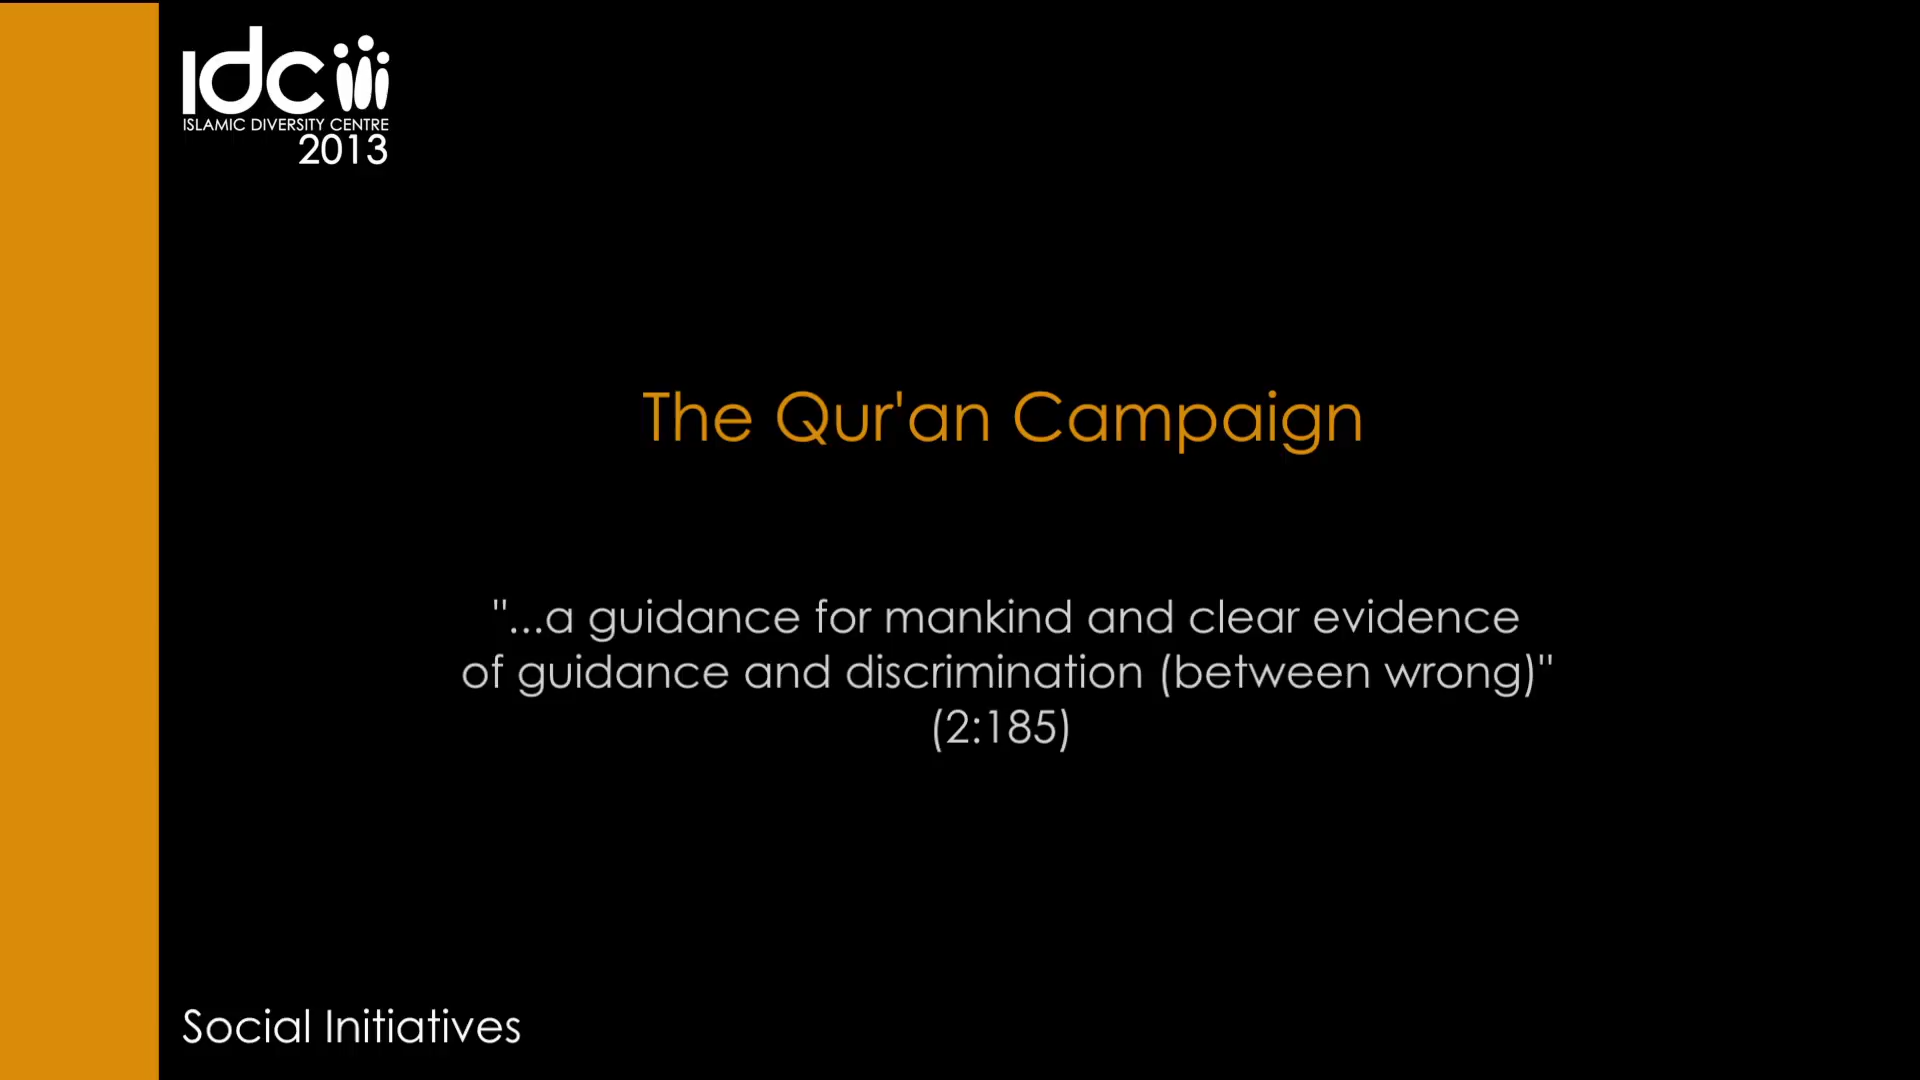 idc
ISLAMIC DIVERSITY CENTRE
2013
The Qur'an Campaign
"...a guidance for mankind and clear evidence
of guidance and discrimination (between wrong)"
(2:185)
Social Initiatives